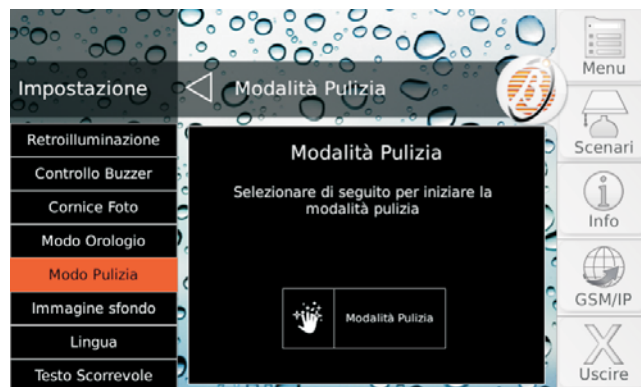 Impostazione
Modalità Pulizia
Retroilluminazione
Controllo Buzzer
Cornice Foto
Modo Orologio
Modo Pulizia
Immagine sfondo
Lingua
Testo Scorrevole
Modalità Pulizia
Selezionare di seguito per iniziare la
modalità pulizia
Modalità Pulizia
Menu
Scenari
Info
GSM/IP
Uscire